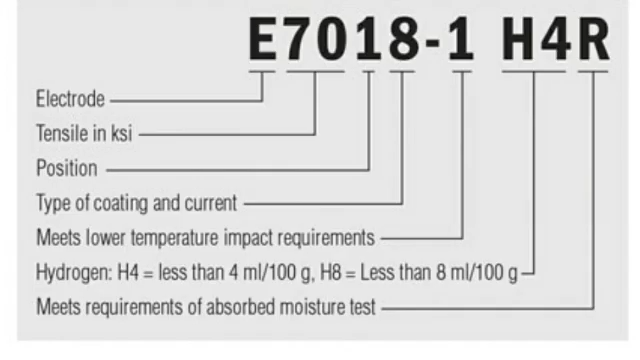 E7018-1 H4R
Electrode
Tensile in ksi
Position
Type of coating and current
Meets lower temperature impact requirements
Hydrogen: H4 = less than 4 ml/100 g, H8 = Less than 8 ml/100 g
Meets requirements of absorbed moisture test